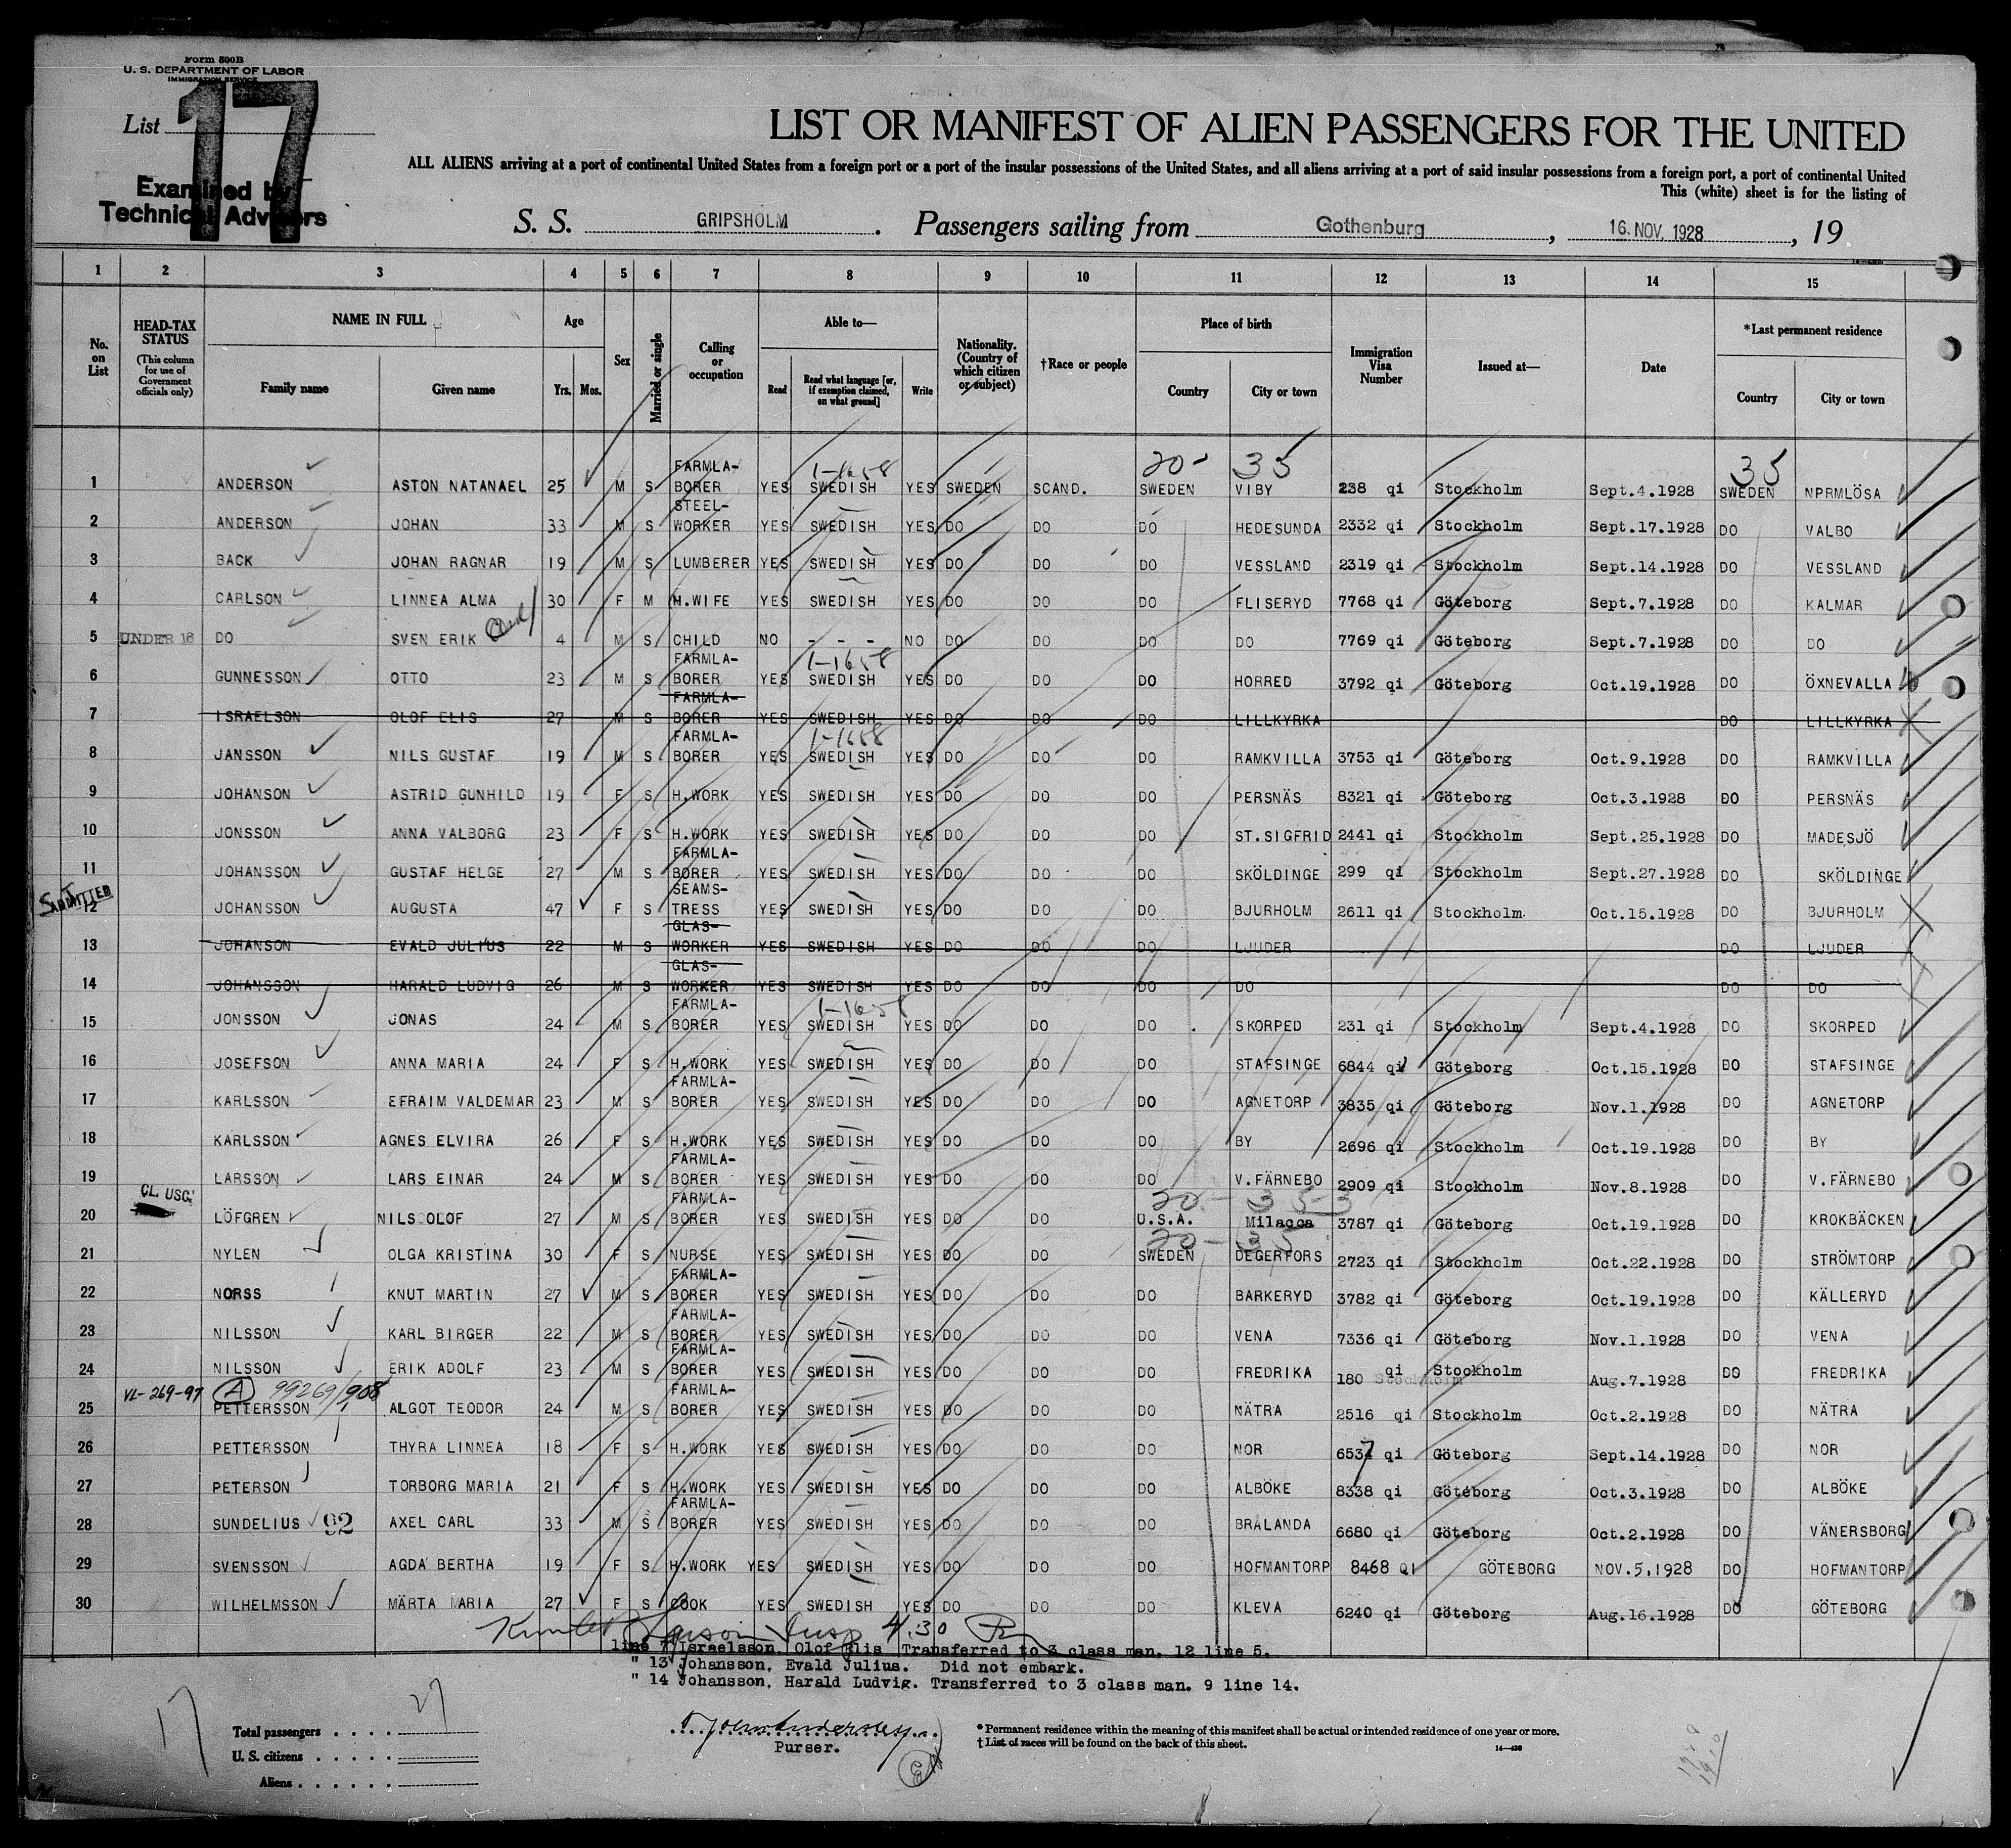 Form 500B
U. S. DEPARTMENT OF LABOR
IMMIGRATION SERVICE
List 17
Examined by
Technical Advisors
LIST OR MANIFEST OF ALIEN PASSENGERS FOR THE UNITED
ALL ALIENS arriving at a port of continental United States from a foreign port or a port of the insular possessions of the United States, and all aliens arriving at a port of said insular possessions from a foreign port, a port of continental United
This (white) sheet is for the listing of
S. S. GRIPSHOLM . Passengers sailing from Gothenburg , 16. NOV. 1928 , 19
1 2 3 4 5 6 7 8 9 10 11 12 13 14 15
No. on List
HEAD-TAX STATUS (This column for use of Government officials only)
NAME IN FULL
Family name Given name
Age
Yrs. Mos.
Sex
Married or single
Calling or occupation
Able to—
Read Read what language [or, if exemption claimed, on what ground] Write
Nationality. (Country of which citizen or subject)
†Race or people
Place of birth
Country City or town
Immigration Visa Number
Issued at—
Date
*Last permanent residence
Country City or town
20- 35 35
1-1658
1 ANDERSON ASTON NATANAEL 25 M S FARMLA-BORER YES SWEDISH YES SWEDEN SCAND. SWEDEN VIBY 238 qi Stockholm Sept.4.1928 SWEDEN NPRMLÖSA
2 ANDERSON JOHAN 33 M S STEEL-WORKER YES SWEDISH YES DO DO DO HEDESUNDA 2332 qi Stockholm Sept.17.1928 DO VALBO
3 BACK JOHAN RAGNAR 19 M S LUMBERER YES SWEDISH YES DO DO DO VESSLAND 2319 qi Stockholm Sept.14.1928 DO VESSLAND
4 CARLSON LINNEA ALMA 30 F M H.WIFE YES SWEDISH YES DO DO DO FLISERYD 7768 qi Göteborg Sept.7.1928 DO KALMAR
5 UNDER 16 DO SVEN ERIK 4 M S CHILD NO - - - NO DO DO DO DO 7769 qi Göteborg Sept.7.1928 DO DO
1-1658
6 GUNNESSON OTTO 23 M S FARMLA-BORER YES SWEDISH YES DO DO DO HORRED 3792 qi Göteborg Oct.19.1928 DO ÖXNEVALLA
7 ISRAELSON OLOF ELIS 27 M S FARMLA-BORER YES SWEDISH YES DO DO DO LILLKYRKA DO LILLKYRKA
1-1658
8 JANSSON NILS GUSTAF 19 M S FARMLA-BORER YES SWEDISH YES DO DO DO RAMKVILLA 3753 qi Göteborg Oct.9.1928 DO RAMKVILLA
9 JOHANSON ASTRID GUNHILD 19 F S H.WORK YES SWEDISH YES DO DO DO PERSNÄS 8321 qi Göteborg Oct.3.1928 DO PERSNÄS
10 JONSSON ANNA VALBORG 23 F S H.WORK YES SWEDISH YES DO DO DO ST.SIGFRID 2441 qi Stockholm Sept.25.1928 DO MADESJÖ
11 JOHANSSON GUSTAF HELGE 27 M S FARMLA-BORER YES SWEDISH YES DO DO DO SKÖLDINGE 299 qi Stockholm Sept.27.1928 DO SKÖLDINGE
ADMITTED
12 JOHANSSON AUGUSTA 47 F S SEAMS-TRESS YES SWEDISH YES DO DO DO BJURHOLM 2611 qi Stockholm. Oct.15.1928 DO BJURHOLM
13 JOHANSON EVALD JULIUS 22 M S GLAS-WORKER YES SWEDISH YES DO DO DO LJUDER DO LJUDER
14 JOHANSSON HARALD LUDVIG 26 M S GLAS-WORKER YES SWEDISH YES DO DO DO DO DO DO
1-1658
15 JONSSON JONAS 24 M S FARMLA-BORER YES SWEDISH YES DO DO DO SKORPED 231 qi Stockholm Sept.4.1928 DO SKORPED
16 JOSEFSON ANNA MARIA 24 F S H.WORK YES SWEDISH YES DO DO DO STAFSINGE 6844 qi Göteborg Oct.15.1928 DO STAFSINGE
17 KARLSSON EFRAIM VALDEMAR 23 M S FARMLA-BORER YES SWEDISH YES DO DO DO AGNETORP 3835 qi Göteborg Nov.1.1928 DO AGNETORP
18 KARLSSON AGNES ELVIRA 26 F S H.WORK YES SWEDISH YES DO DO DO BY 2696 qi Stockholm Oct.19.1928 DO BY
19 LARSSON LARS EINAR 24 M S FARMLA-BORER YES SWEDISH YES DO DO DO V.FÄRNEBO 2909 qi Stockholm Nov.8.1928 DO V.FÄRNEBO
CL. USC. 20- 35-3
20 LÖFGREN NILS OLOF 27 M S FARMLA-BORER YES SWEDISH YES DO DO U.S.A. Milacca 3787 qi Göteborg Oct.19.1928 DO KROKBÄCKEN
20-35
21 NYLEN OLGA KRISTINA 30 F S NURSE YES SWEDISH YES DO DO SWEDEN DEGERFORS 2723 qi Stockholm Oct.22.1928 DO STRÖMTORP
22 NORSS KNUT MARTIN 27 M S FARMLA-BORER YES SWEDISH YES DO DO DO BARKERYD 3782 qi Göteborg Oct.19.1928 DO KÄLLERYD
23 NILSSON KARL BIRGER 22 M S FARMLA-BORER YES SWEDISH YES DO DO DO VENA 7336 qi Göteborg Nov.1.1928 DO VENA
24 NILSSON ERIK ADOLF 23 M S FARMLA-BORER YES SWEDISH YES DO DO DO FREDRIKA 180 qi Stockholm Aug.7.1928 DO FREDRIKA
VL-269-97 A 99269/908
25 PETTERSSON ALGOT TEODOR 24 M S FARMLA-BORER YES SWEDISH YES DO DO DO NÄTRA 2516 qi Stockholm Oct.2.1928 DO NÄTRA
26 PETTERSSON THYRA LINNEA 18 F S H.WORK YES SWEDISH YES DO DO DO NOR 6537 qi Göteborg Sept.14.1928 DO NOR
27 PETERSON TORBORG MARIA 21 F S H.WORK YES SWEDISH YES DO DO DO ALBÖKE 8338 qi Göteborg Oct.3.1928 DO ALBÖKE
28 SUNDELIUS 92 AXEL CARL 33 M S FARMLA-BORER YES SWEDISH YES DO DO DO BRALANDA 6680 qi Göteborg Oct.2.1928 DO VÄNERSBORG
29 SVENSSON AGDA BERTHA 19 F S H.WORK YES SWEDISH YES DO DO DO HOFMANTORP 8468 QI GÖTEBORG NOV.5.1928 DO HOFMANTORP
30 WILHELMSSON MÄRTA MARIA 27 F S COOK YES SWEDISH YES DO DO DO KLEVA 6240 qi Göteborg Aug.16.1928 DO GÖTEBORG
Insp 4.30
line 7 Israelsson, Olof Elis Transferred to 3 class man. 12 line 5.
" 13 Johansson, Evald Julius. Did not embark.
" 14 Johansson, Harald Ludvig. Transferred to 3 class man. 9 line 14.
17
Total passengers . . . . 27
U. S. citizens . . . . .
Aliens . . . . . .
Purser.
* Permanent residence within the meaning of this manifest shall be actual or intended residence of one year or more.
† List of races will be found on the back of this sheet.
14—430